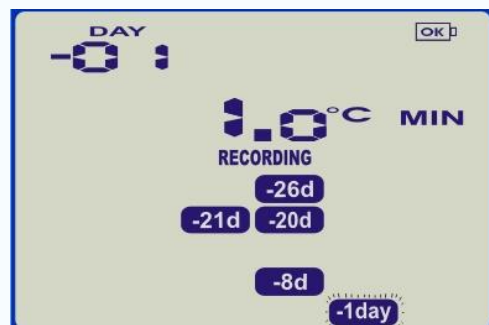 DAY
OK
-01
1.0°C MIN
RECORDING
-26d
-21d -20d
-8d
-1day